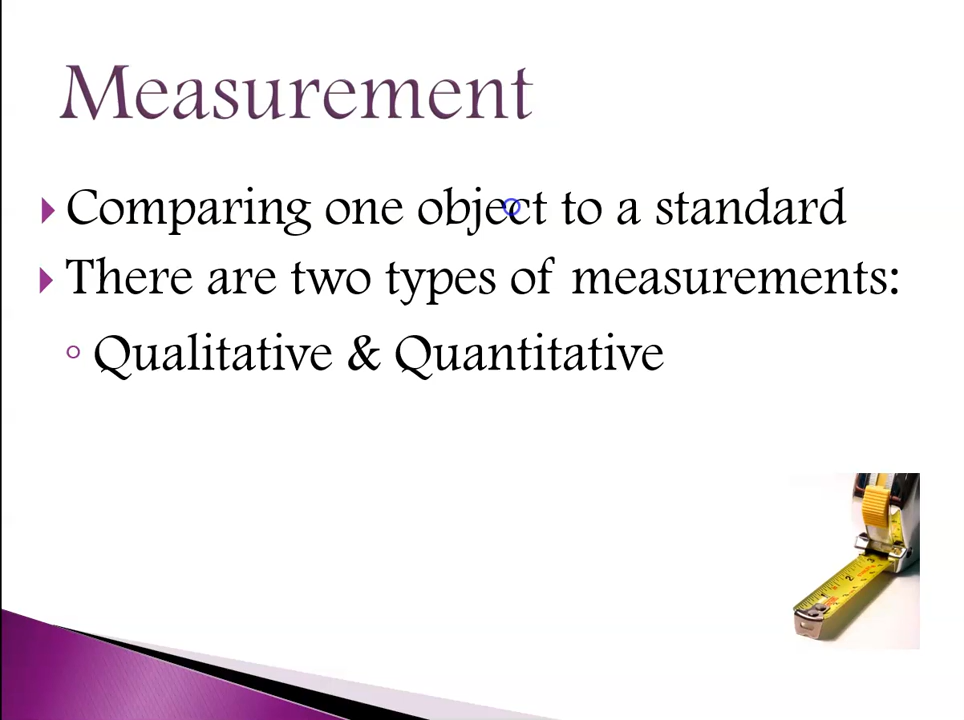 Measurement
Comparing one object to a standard
There are two types of measurements:
Qualitative & Quantitative